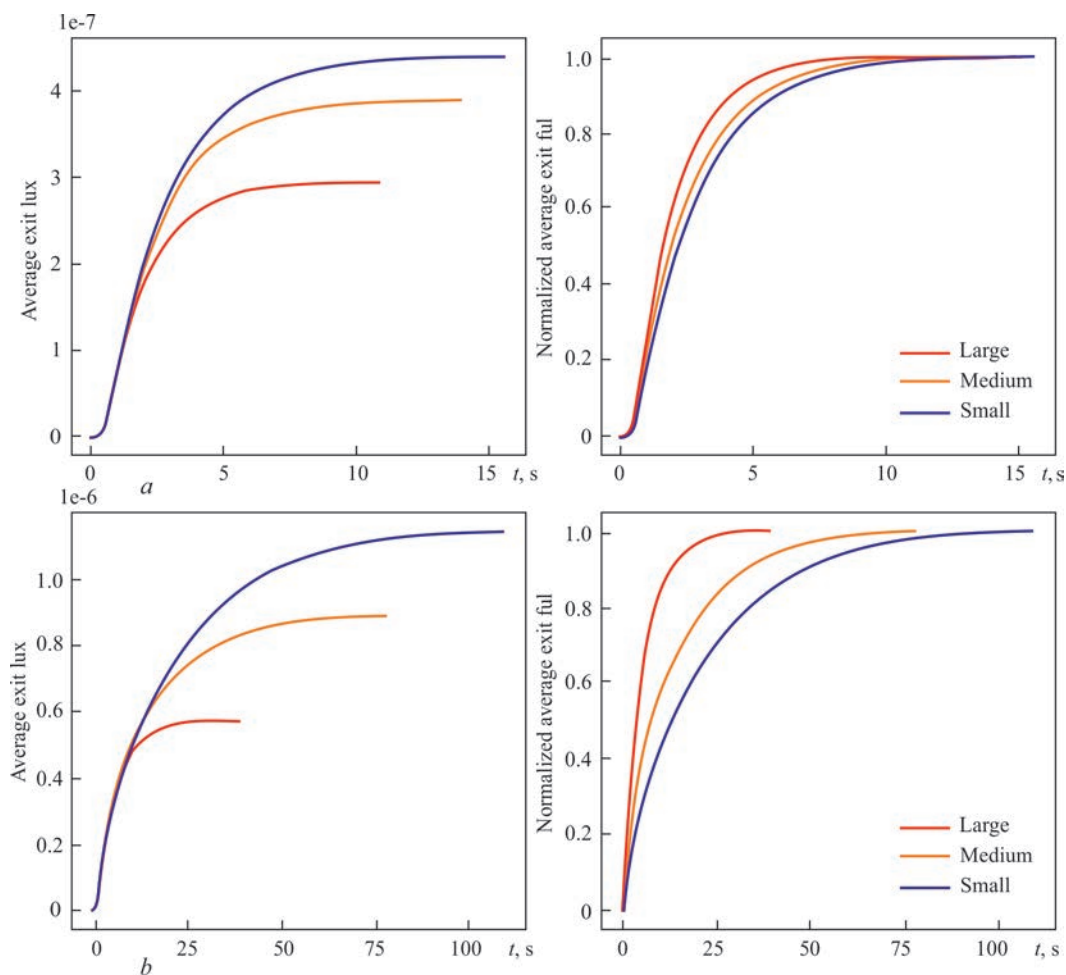 1e-7
Average exit lux
4
3
2
1
0
0 5 10 15 t, s
a
Normalized average exit ful
1.0
0.8
0.6
0.4
0.2
0
Large
Medium
Small
0 5 10 15 t, s
1e-6
Average exit lux
1.0
0.8
0.6
0.4
0.2
0
0 25 50 75 100 t, s
b
Normalized average exit ful
1.0
0.8
0.6
0.4
0.2
0
Large
Medium
Small
0 25 50 75 100 t, s